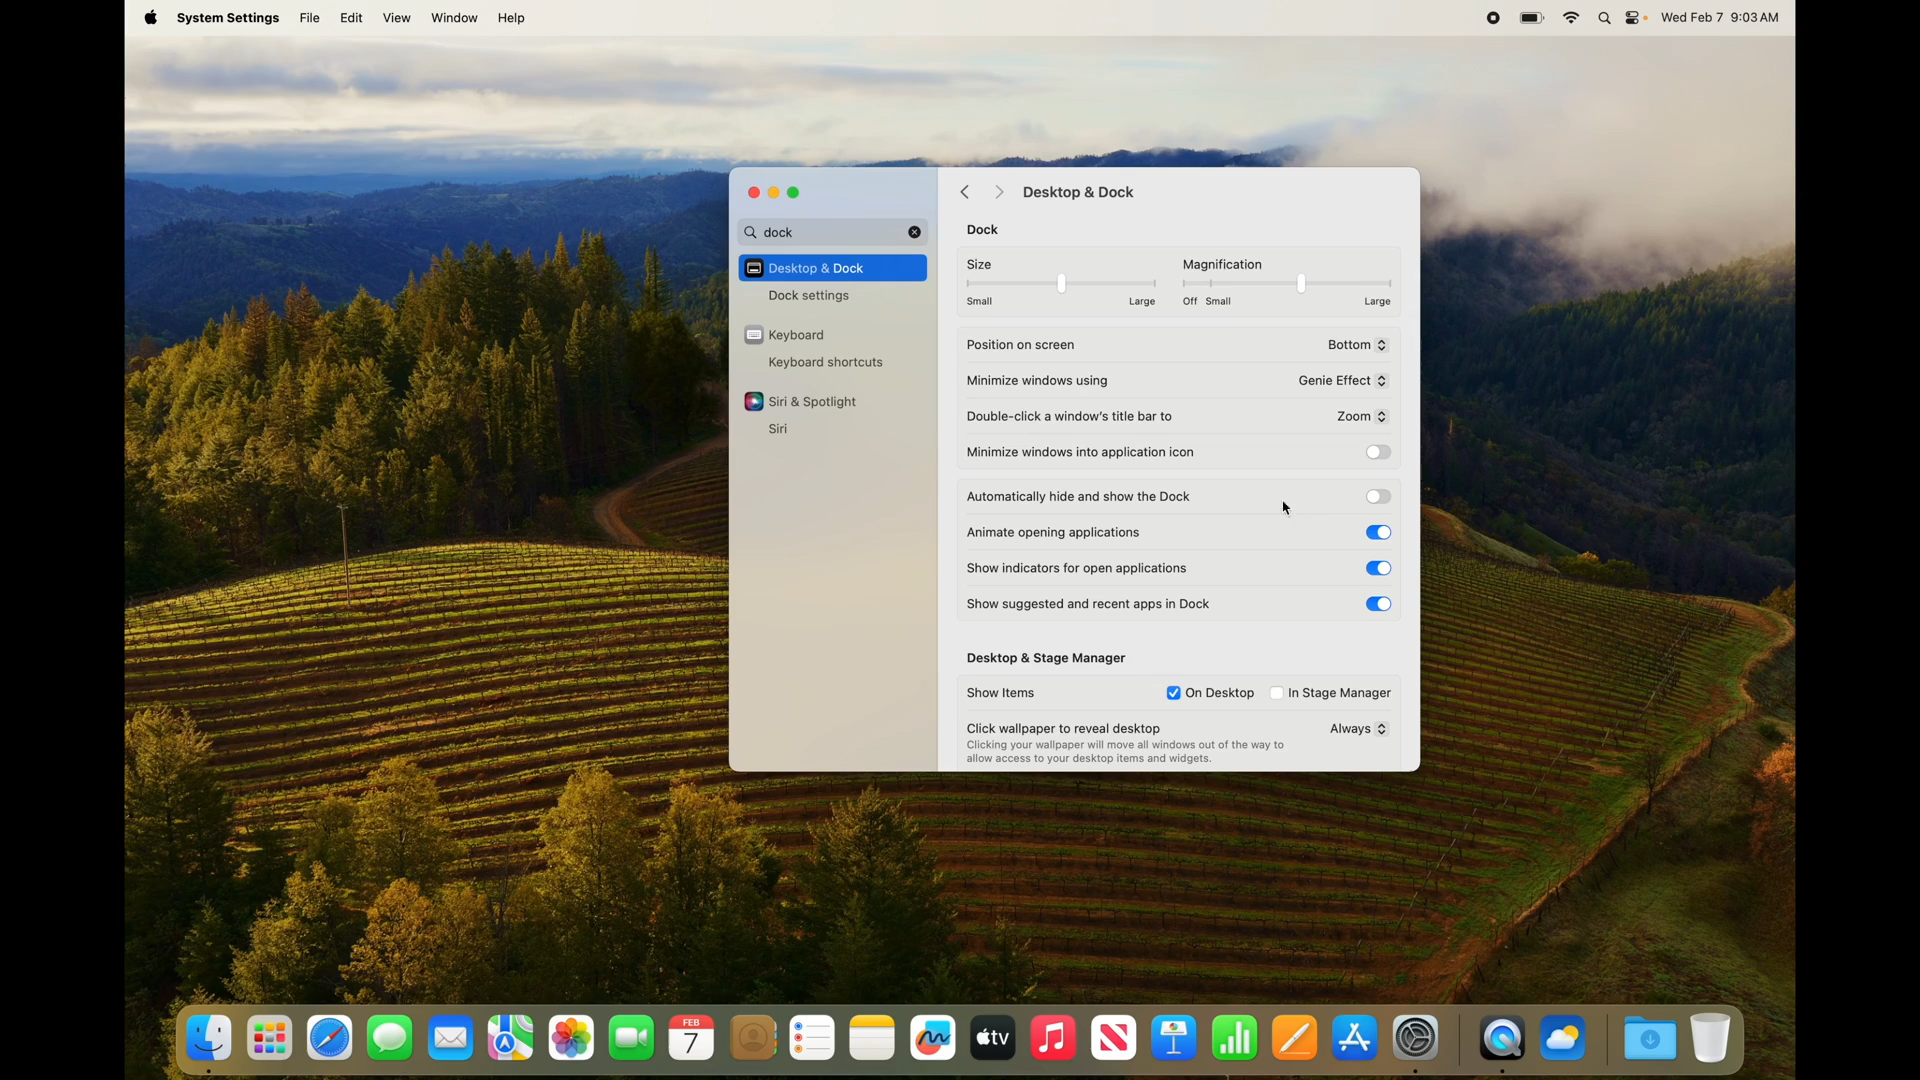 System Settings File Edit View Window Help Wed Feb 7 9:03 AM
Desktop & Dock
dock
Desktop & Dock
Dock settings
Keyboard
Keyboard shortcuts
Siri & Spotlight
Siri
Dock
Size Magnification
Small Large Off Small Large
Position on screen Bottom
Minimize windows using Genie Effect
Double-click a window's title bar to Zoom
Minimize windows into application icon
Automatically hide and show the Dock
Animate opening applications
Show indicators for open applications
Show suggested and recent apps in Dock
Desktop & Stage Manager
Show Items On Desktop In Stage Manager
Click wallpaper to reveal desktop Always
Clicking your wallpaper will move all windows out of the way to
allow access to your desktop items and widgets.
FEB
7
tv